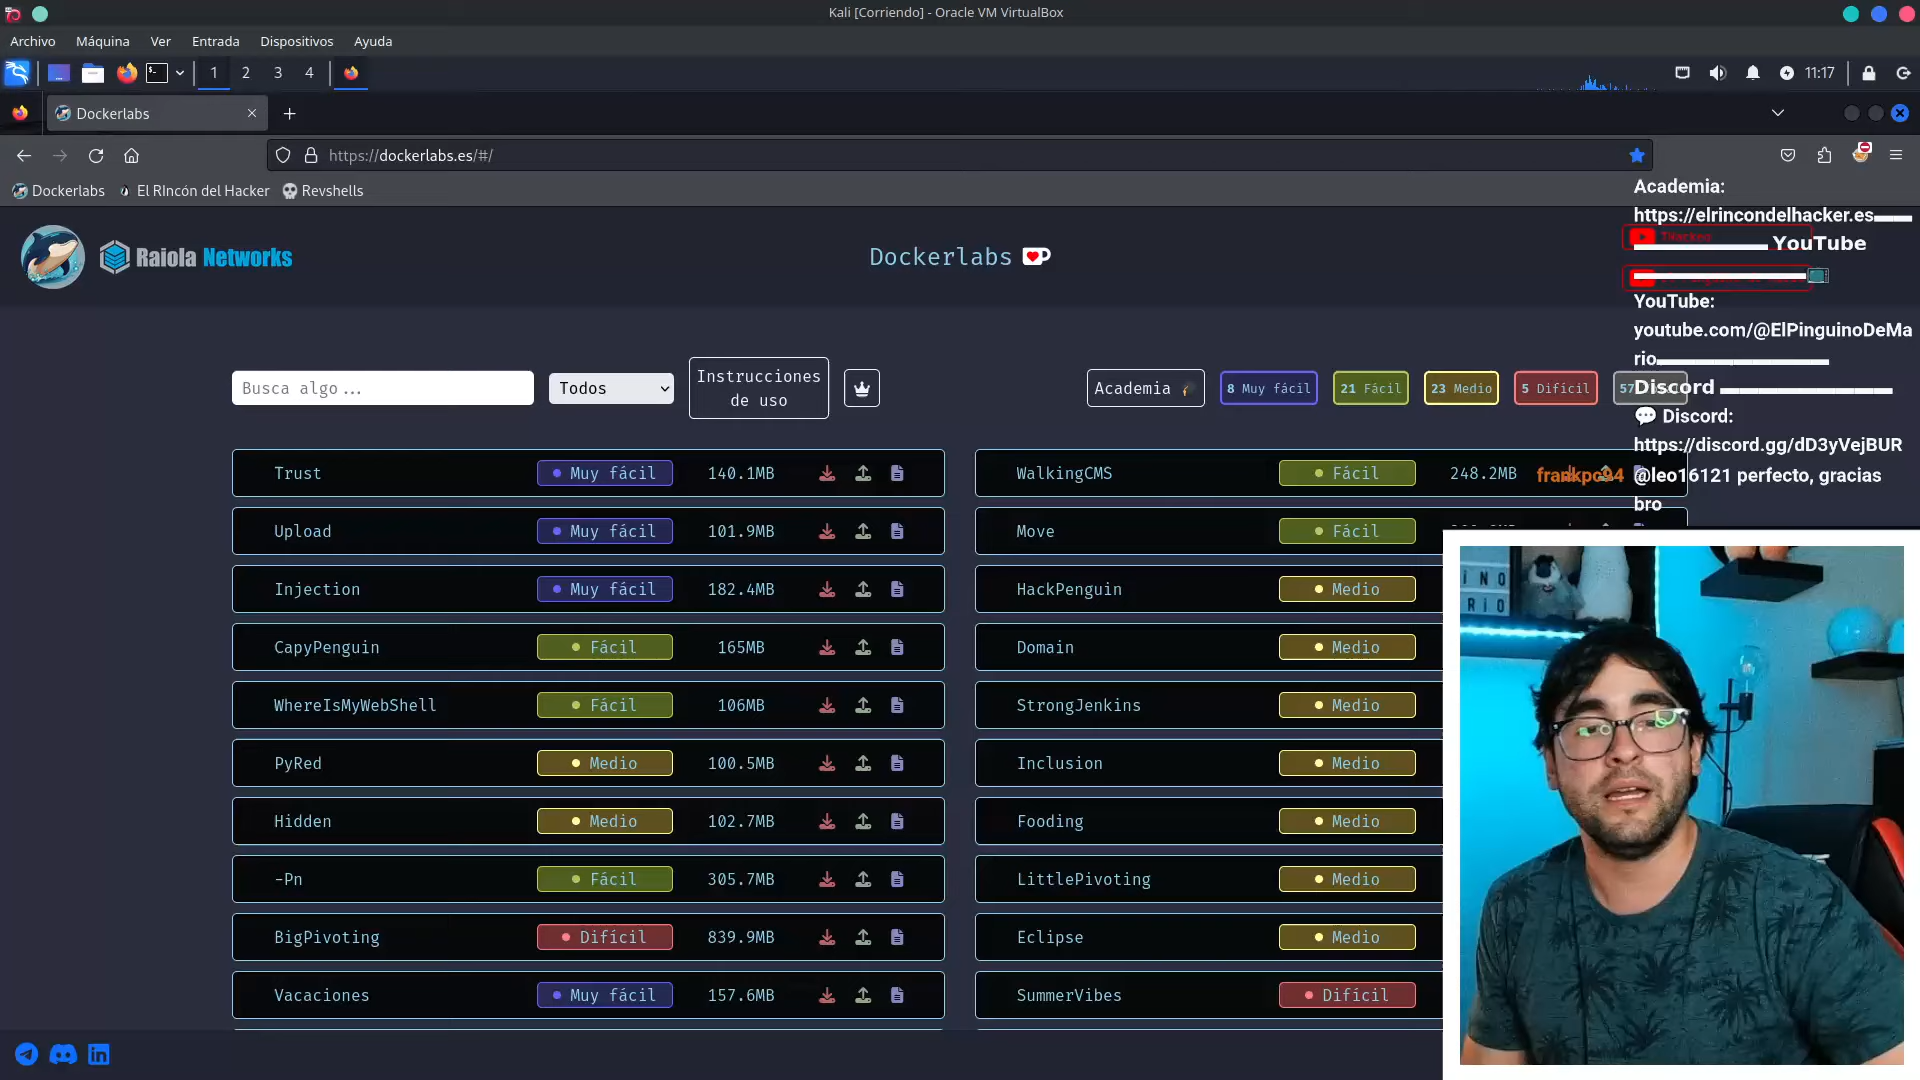 Kali [Corriendo] - Oracle VM VirtualBox
Archivo Máquina Ver Entrada Dispositivos Ayuda
1 2 3 4
11:17
Dockerlabs
https://dockerlabs.es/#/
Dockerlabs El RIncón del Hacker Revshells
Raiola Networks
Dockerlabs
Academia:
https://elrincondelhacker.es
YouTube
YouTube:
youtube.com/@ElPinguinoDeMa
rio
Discord
💬 Discord:
https://discord.gg/dD3yVejBUR
frankpc94 @leo16121 perfecto, gracias
bro
Busca algo ...
Todos
Instrucciones
de uso
Academia
8 Muy fácil
21 Fácil
23 Medio
5 Difícil
57
Trust Muy fácil 140.1MB
WalkingCMS Fácil 248.2MB
Upload Muy fácil 101.9MB
Move Fácil
Injection Muy fácil 182.4MB
HackPenguin Medio
CapyPenguin Fácil 165MB
Domain Medio
WhereIsMyWebShell Fácil 106MB
StrongJenkins Medio
PyRed Medio 100.5MB
Inclusion Medio
Hidden Medio 102.7MB
Fooding Medio
-Pn Fácil 305.7MB
LittlePivoting Medio
BigPivoting Difícil 839.9MB
Eclipse Medio
Vacaciones Muy fácil 157.6MB
SummerVibes Difícil
INO
RIO